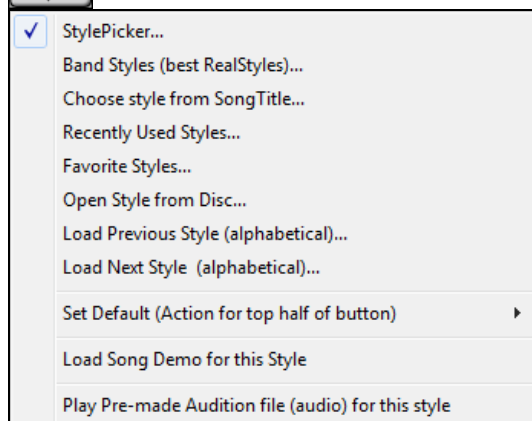 StylePicker...
Band Styles (best RealStyles)...
Choose style from SongTitle...
Recently Used Styles...
Favorite Styles...
Open Style from Disc...
Load Previous Style (alphabetical)...
Load Next Style  (alphabetical)...
Set Default (Action for top half of button)
Load Song Demo for this Style
Play Pre-made Audition file (audio) for this style